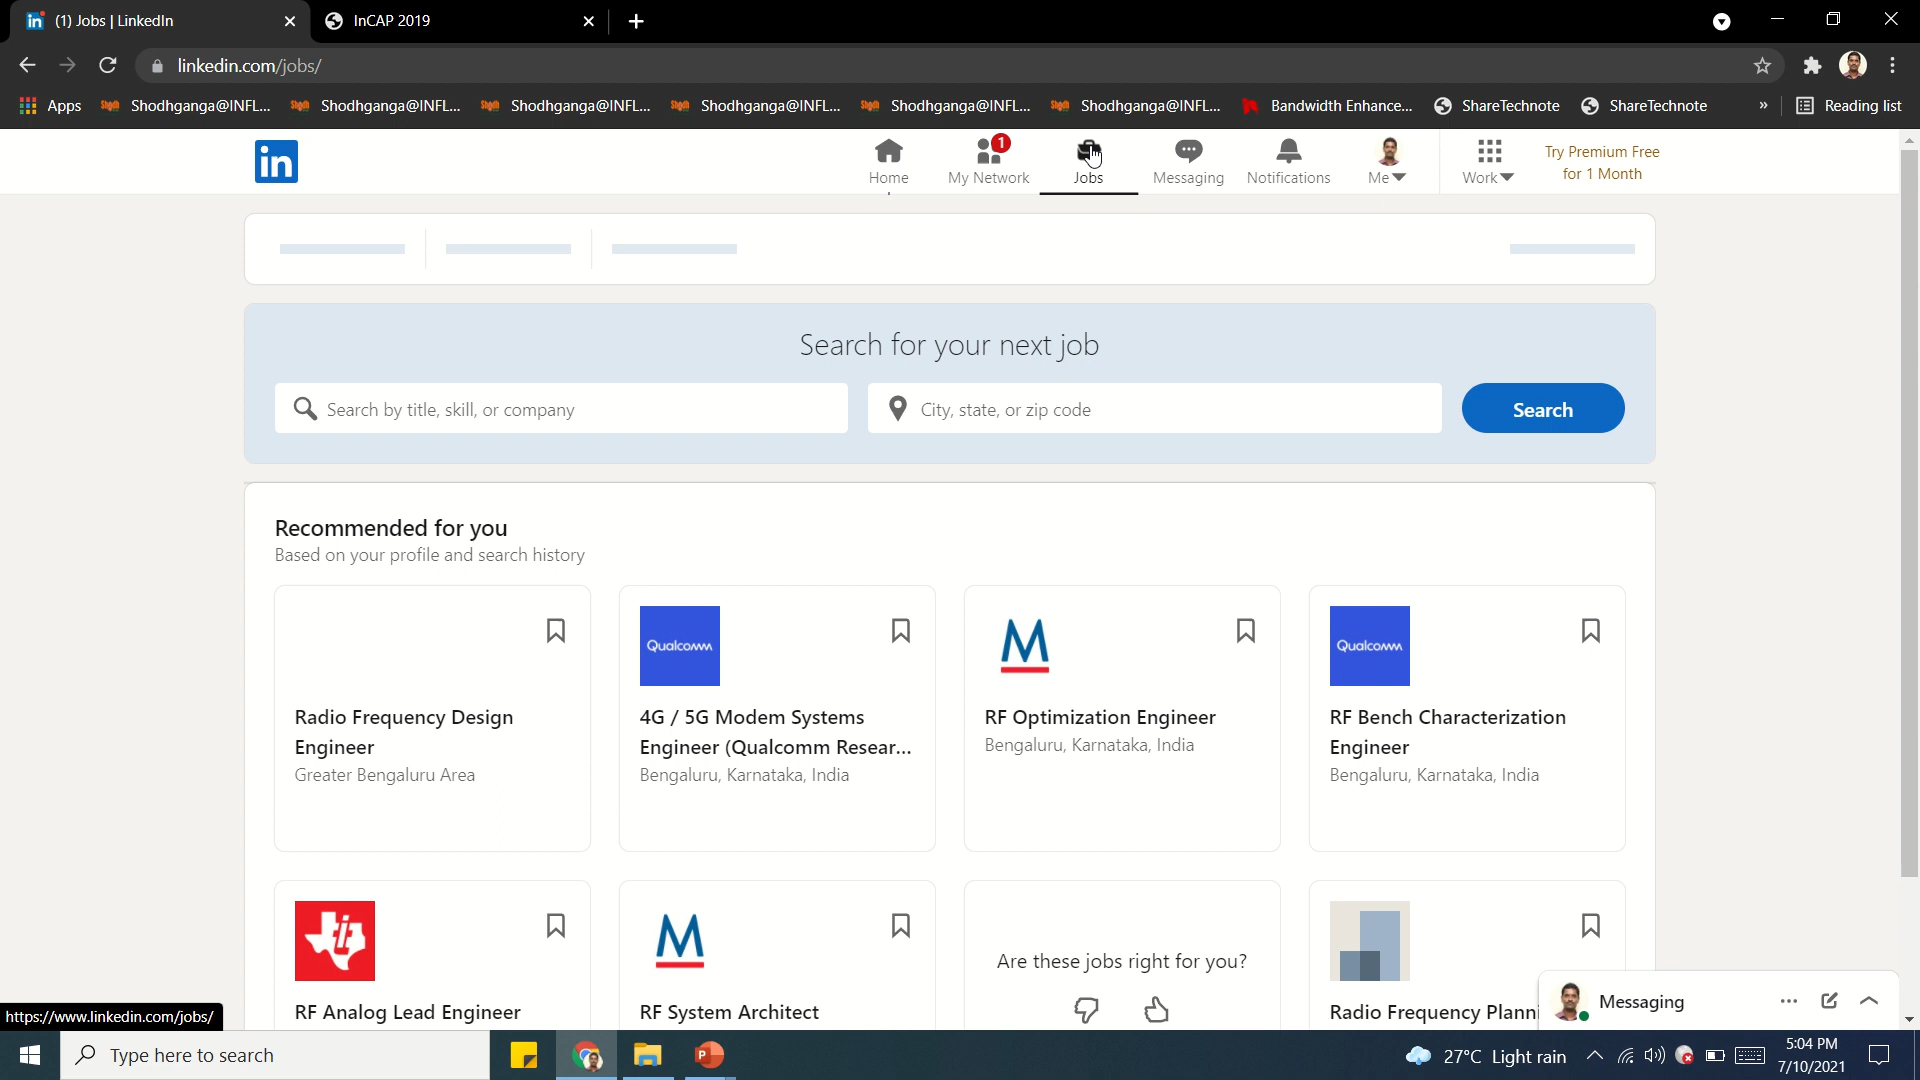 (1) Jobs | LinkedIn
InCAP 2019
linkedin.com/jobs/
Apps
Shodhganga@INFL...
Shodhganga@INFL...
Shodhganga@INFL...
Shodhganga@INFL...
Shodhganga@INFL...
Shodhganga@INFL...
Bandwidth Enhance...
ShareTechnote
ShareTechnote
»
Reading list
in
Home
1
My Network
Jobs
Messaging
Notifications
Me
Work
Try Premium Free
for 1 Month
Search for your next job
Search by title, skill, or company
City, state, or zip code
Search
Recommended for you
Based on your profile and search history
Radio Frequency Design
Engineer
Greater Bengaluru Area
Qualcomm
4G / 5G Modem Systems
Engineer (Qualcomm Resear...
Bengaluru, Karnataka, India
M
RF Optimization Engineer
Bengaluru, Karnataka, India
Qualcomm
RF Bench Characterization
Engineer
Bengaluru, Karnataka, India
RF Analog Lead Engineer
M
RF System Architect
Are these jobs right for you?
Radio Frequency Planni
Messaging
https://www.linkedin.com/jobs/
Type here to search
27°C Light rain
5:04 PM
7/10/2021